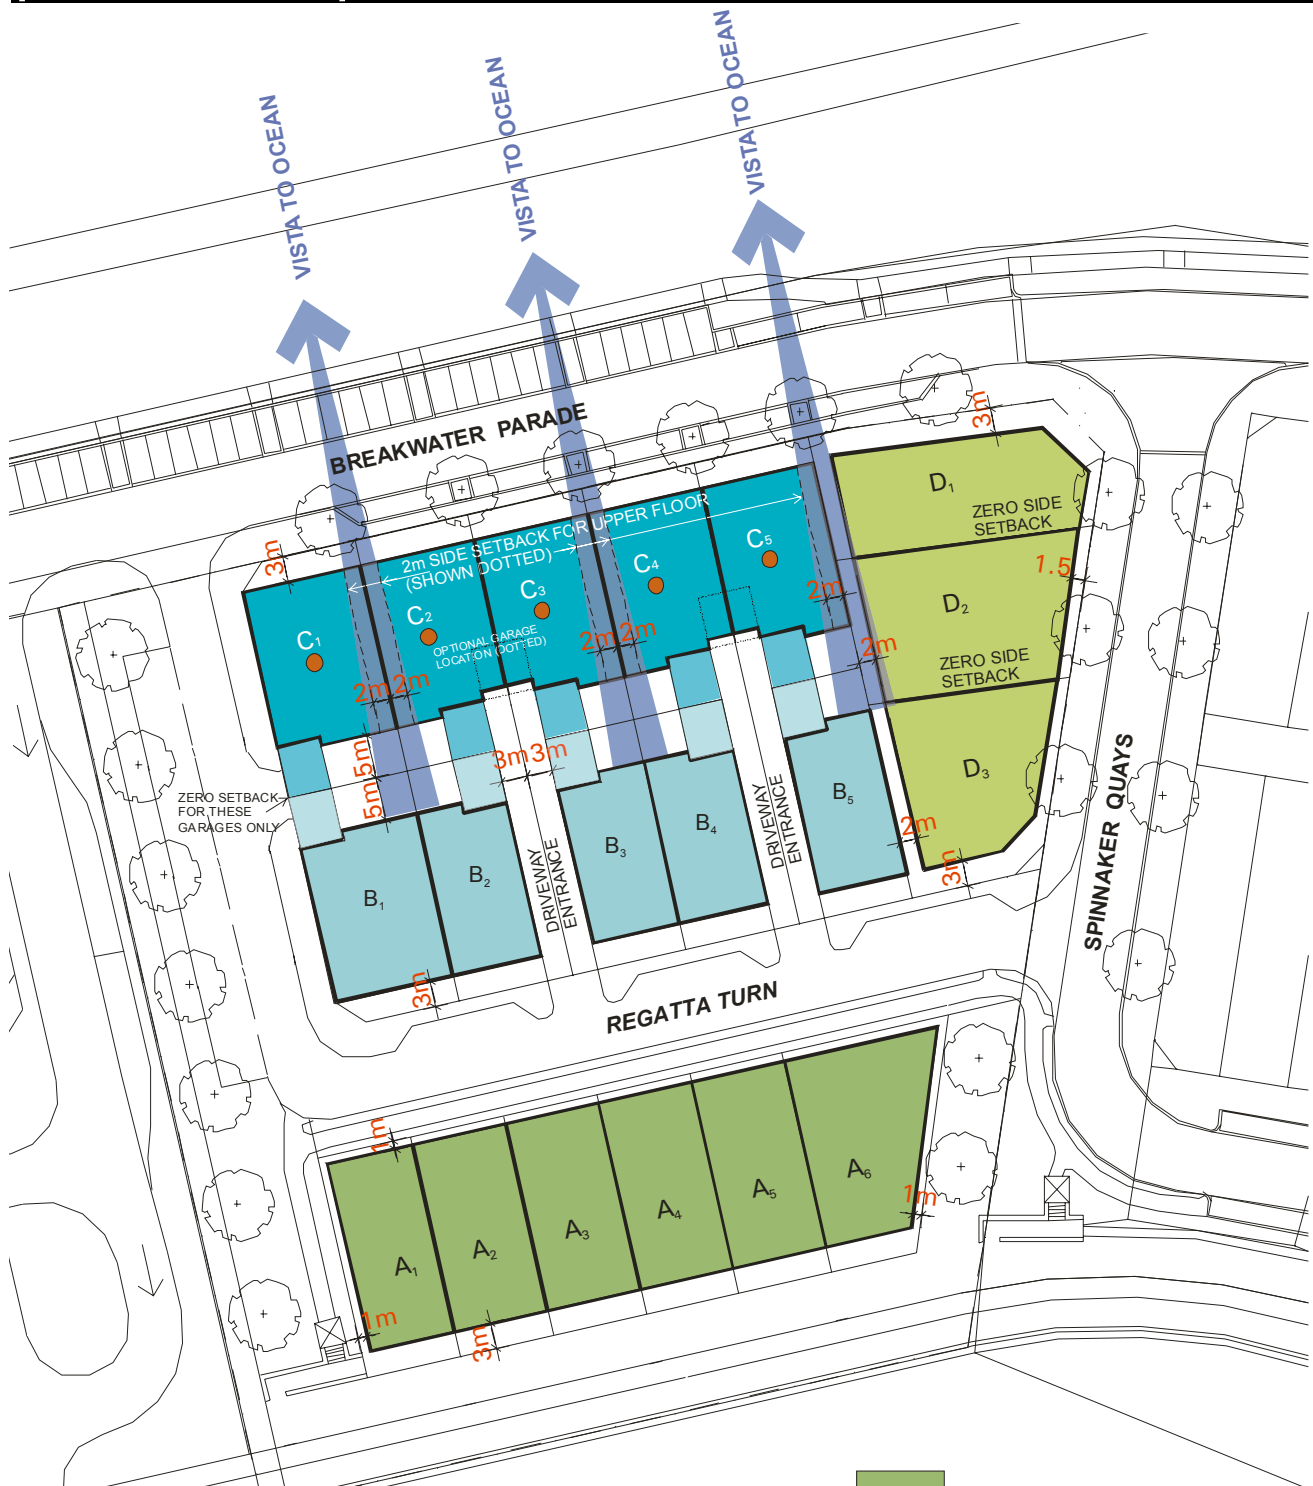 VISTA TO OCEAN
VISTA TO OCEAN
VISTA TO OCEAN
BREAKWATER PARADE
3m
3m
D1
ZERO SIDE
SETBACK
1.5
D2
ZERO SIDE
SETBACK
D3
2m SIDE SETBACK FOR UPPER FLOOR
(SHOWN DOTTED)
C1
C2
C3
C4
C5
OPTIONAL GARAGE
LOCATION (DOTTED)
2m
2m
2m
2m
2m
2m
5m
5m
3m
3m
ZERO SETBACK
FOR THESE
GARAGES ONLY
B1
B2
B3
B4
B5
DRIVEWAY
ENTRANCE
DRIVEWAY
ENTRANCE
2m
3m
3m
SPINNAKER QUAYS
REGATTA TURN
1m
A1
A2
A3
A4
A5
A6
1m
1m
3m